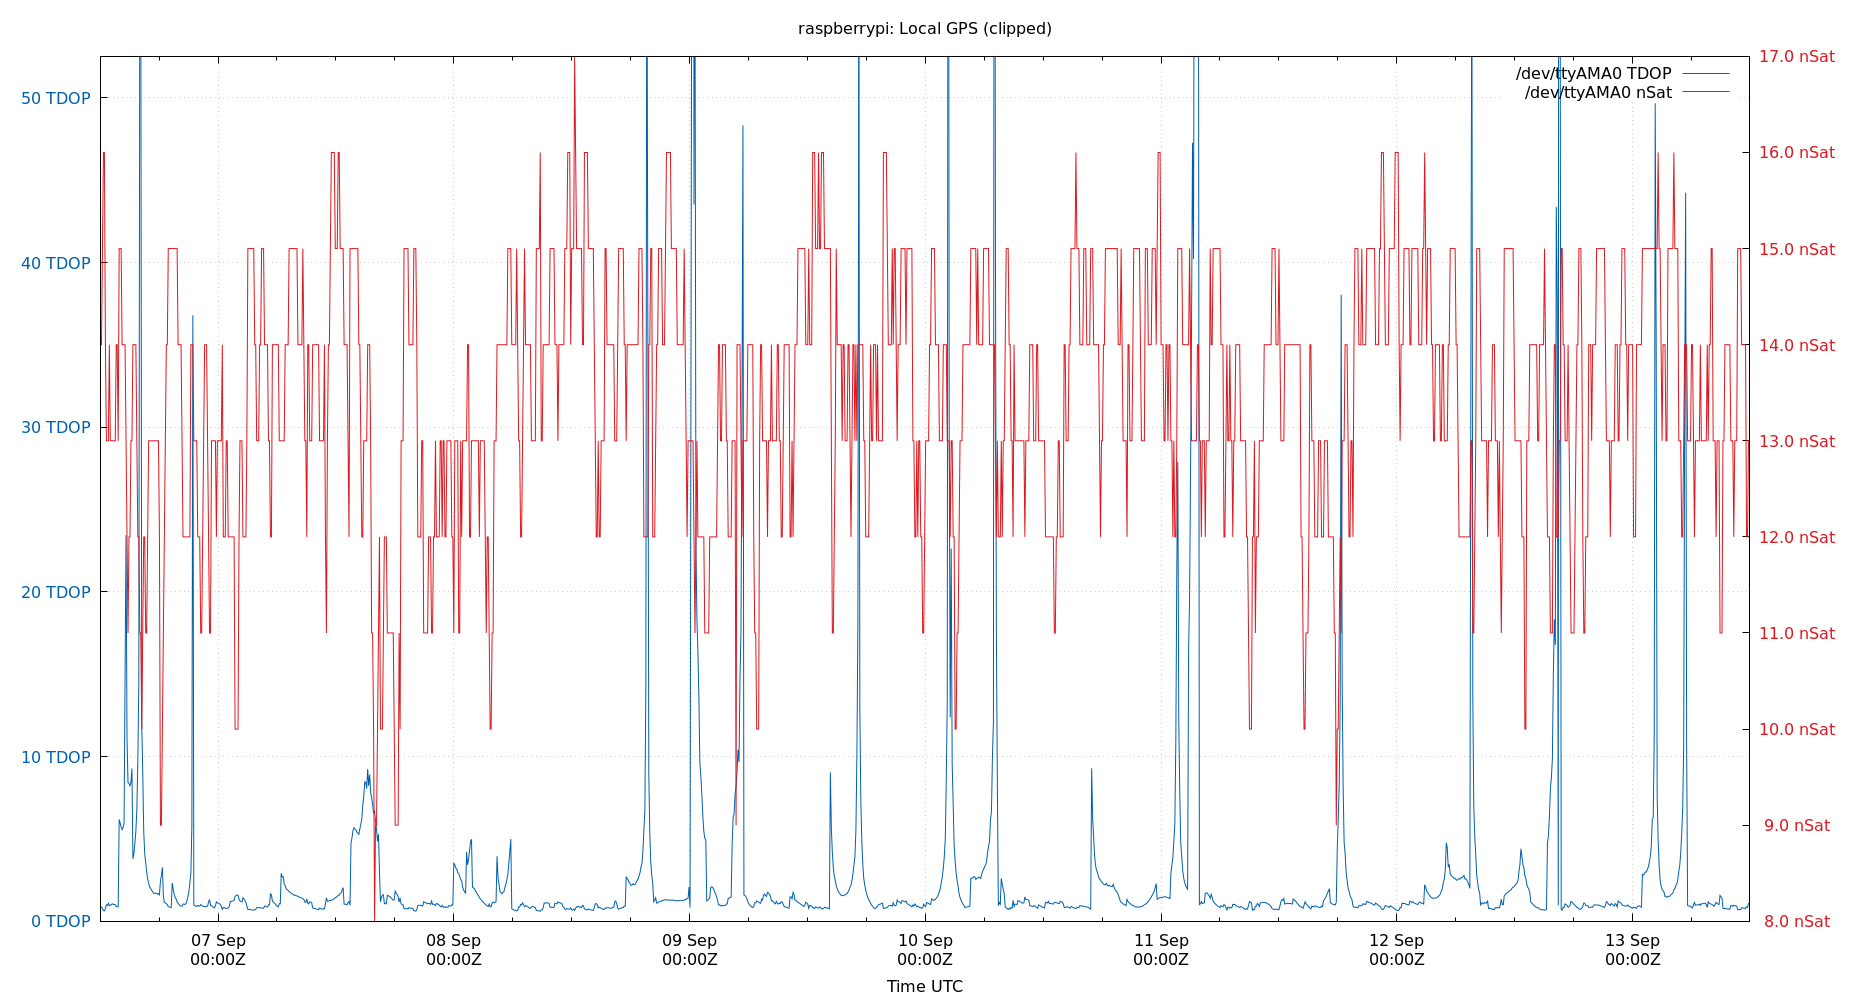 raspberrypi: Local GPS (clipped)
/dev/ttyAMA0 TDOP
/dev/ttyAMA0 nSat
50 TDOP
40 TDOP
30 TDOP
20 TDOP
10 TDOP
0 TDOP
17.0 nSat
16.0 nSat
15.0 nSat
14.0 nSat
13.0 nSat
12.0 nSat
11.0 nSat
10.0 nSat
9.0 nSat
8.0 nSat
07 Sep
00:00Z
08 Sep
00:00Z
09 Sep
00:00Z
10 Sep
00:00Z
11 Sep
00:00Z
12 Sep
00:00Z
13 Sep
00:00Z
Time UTC